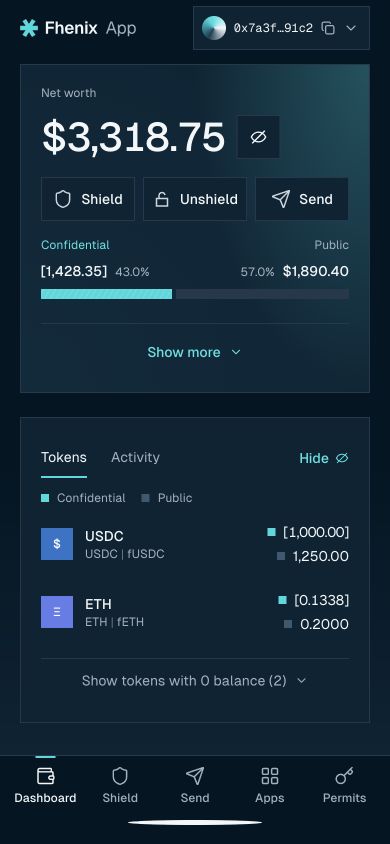 Fhenix App
0x7a3f…91c2
Net worth
$3,318.75
Shield
Unshield
Send
Confidential Public
[1,428.35] 43.0% 57.0% $1,890.40
Show more
Tokens Activity Hide
Confidential Public
$ USDC [1,000.00]
USDC | fUSDC 1,250.00
Ξ ETH [0.1338]
ETH | fETH 0.2000
Show tokens with 0 balance (2)
Dashboard Shield Send Apps Permits